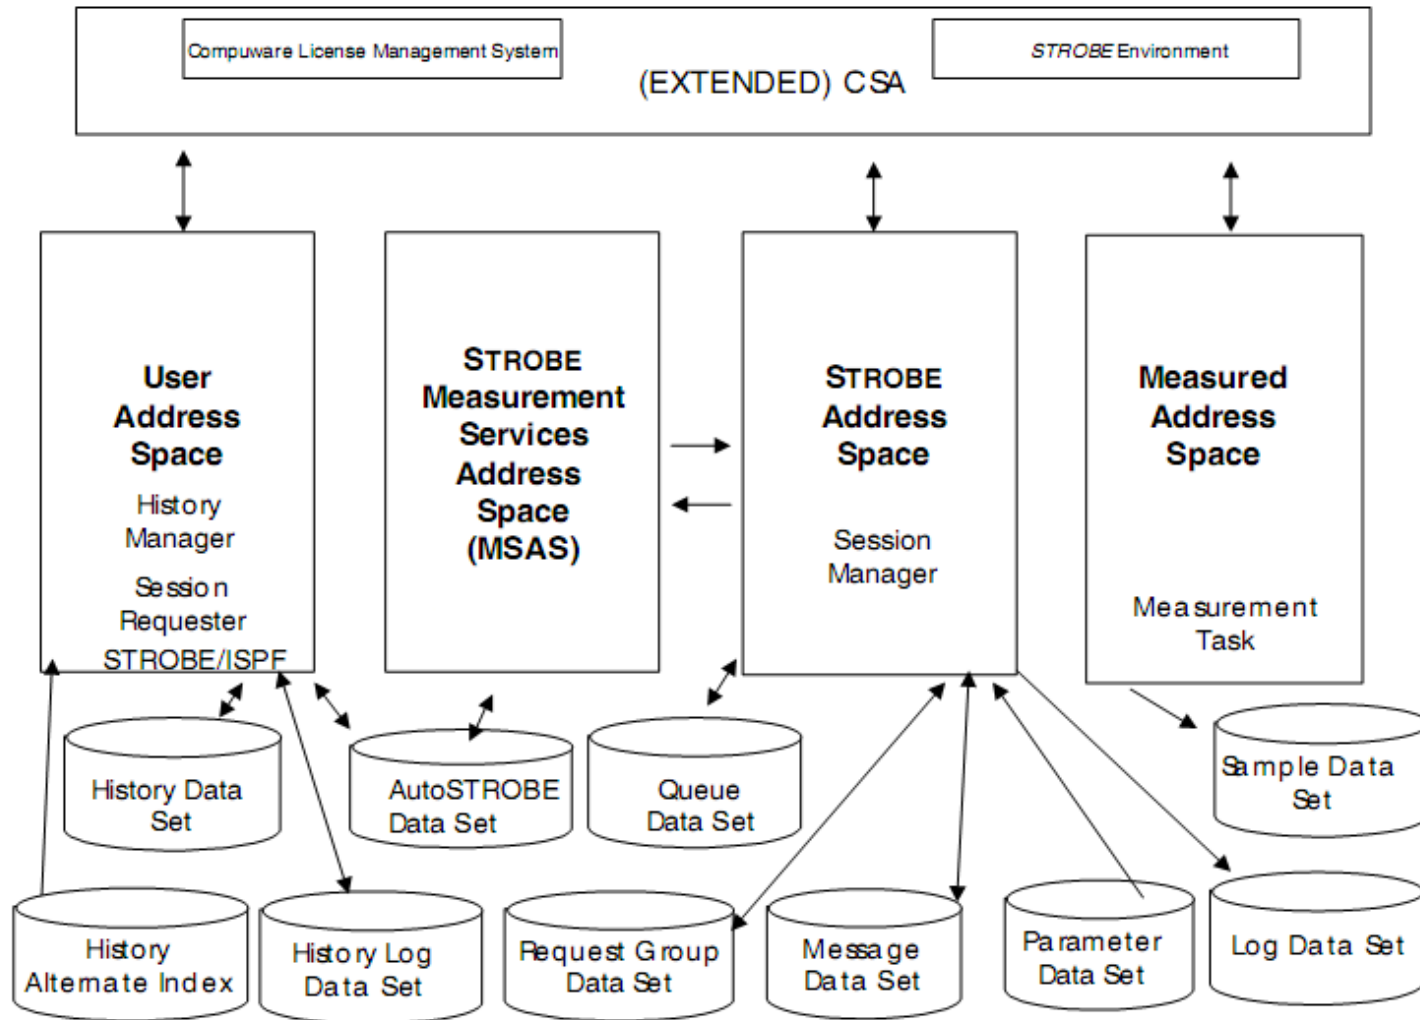 Compuware License Management System
STROBE Environment
(EXTENDED) CSA
User
Address
Space
History
Manager
Session
Requester
STROBE/ISPF
STROBE
Measurement
Services
Address
Space
(MSAS)
STROBE
Address
Space
Session
Manager
Measured
Address
Space
Measurement
Task
History Data
Set
AutoSTROBE
Data Set
Queue
Data Set
Sample Data
Set
History
Alternate Index
History Log
Data Set
Request Group
Data Set
Message
Data Set
Parameter
Data Set
Log Data Set